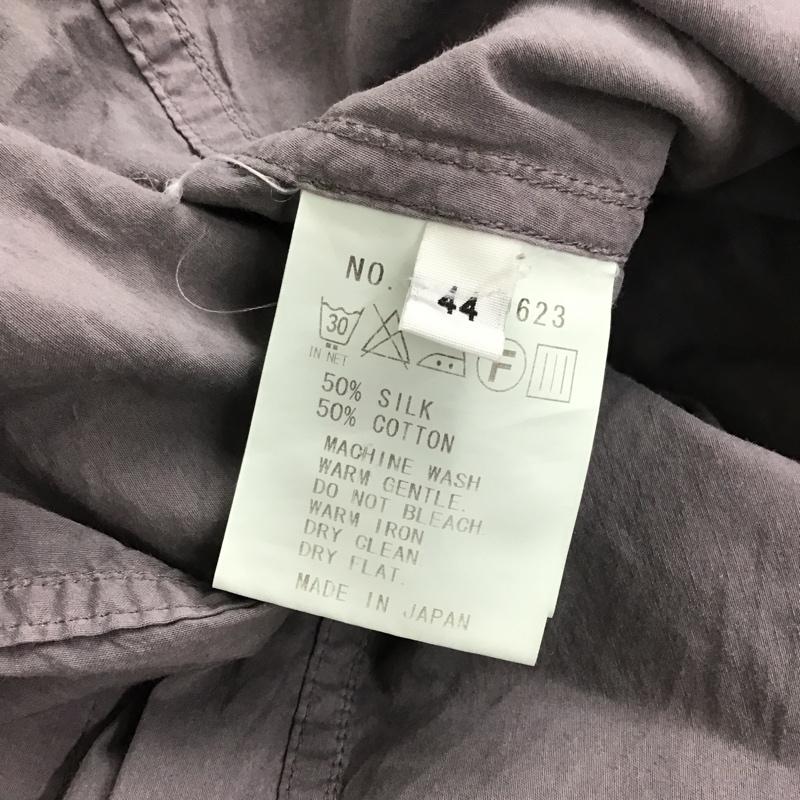 NO. 623
44
30
IN NET
F
50% SILK
50% COTTON
MACHINE WASH
WARM GENTLE.
DO NOT BLEACH.
WARM IRON
DRY CLEAN
DRY FLAT.
MADE IN JAPAN